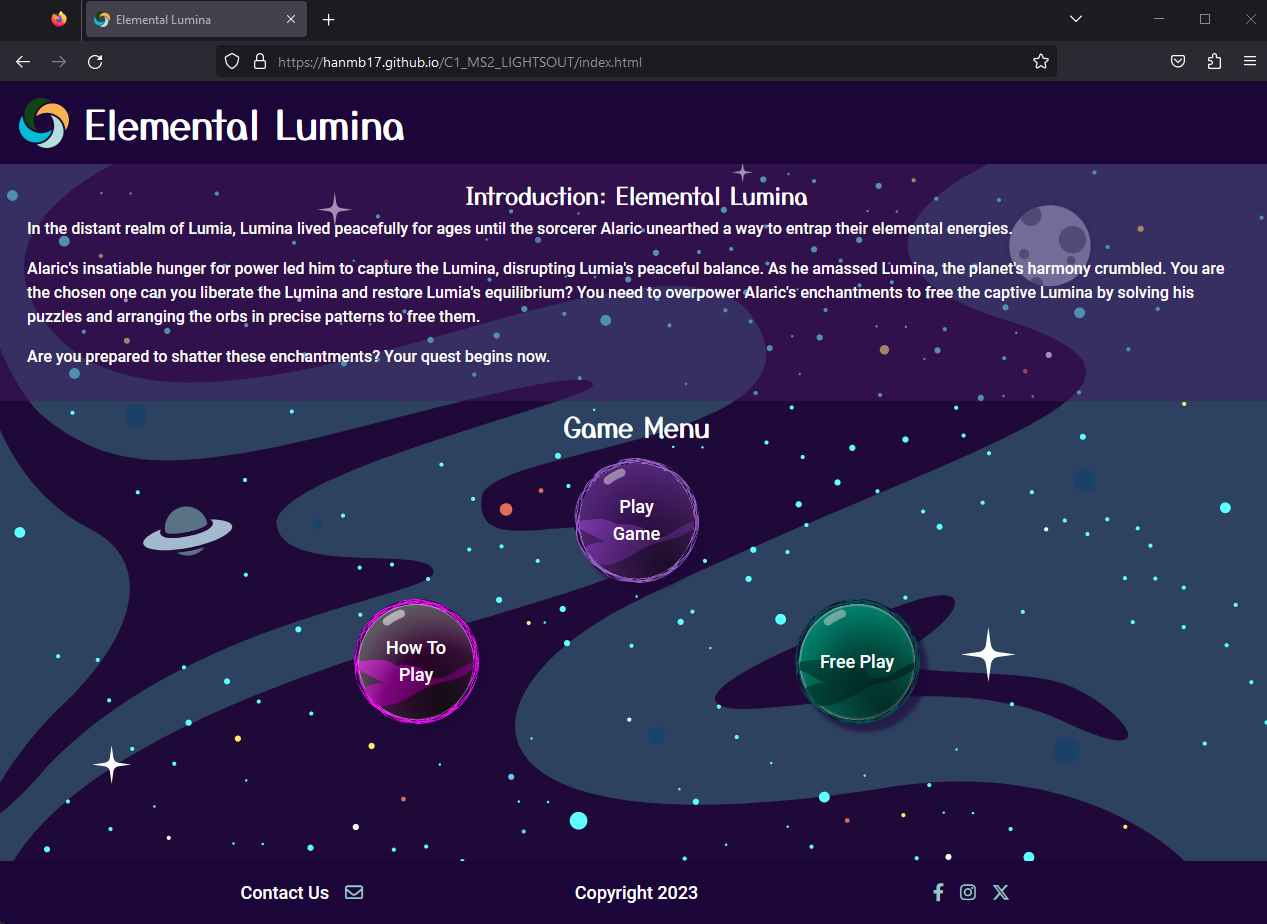 Elemental Lumina
https://hanmb17.github.io/C1_MS2_LIGHTSOUT/index.html
Elemental Lumina
Introduction: Elemental Lumina
In the distant realm of Lumia, Lumina lived peacefully for ages until the sorcerer Alaric unearthed a way to entrap their elemental energies.
Alaric's insatiable hunger for power led him to capture the Lumina, disrupting Lumia's peaceful balance. As he amassed Lumina, the planet's harmony crumbled. You are
the chosen one can you liberate the Lumina and restore Lumia's equilibrium? You need to overpower Alaric's enchantments to free the captive Lumina by solving his
puzzles and arranging the orbs in precise patterns to free them.
Are you prepared to shatter these enchantments? Your quest begins now.
Game Menu
Play
Game
How To
Play
Free Play
Contact Us
Copyright 2023